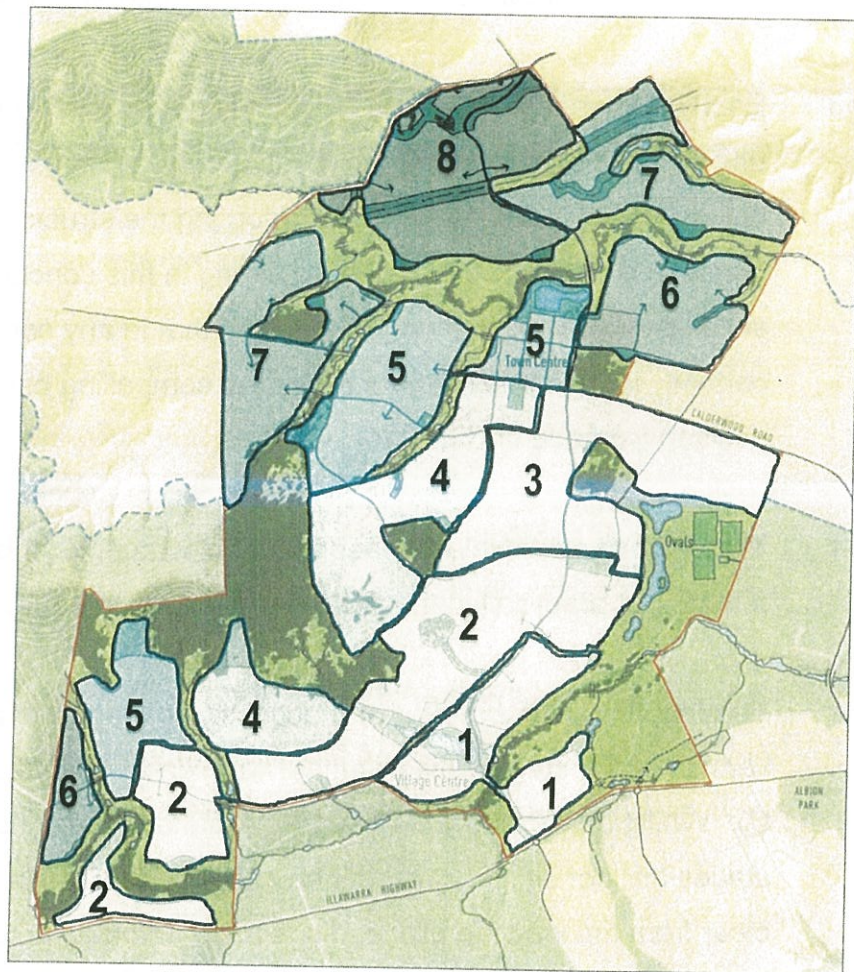 8
7
6
5
Town Centre
7
5
CALDERWOOD ROAD
4
3
Ovals
2
5
4
1
Village Centre
6
2
1
ALBION
PARK
2
ILLAWARRA HIGHWAY